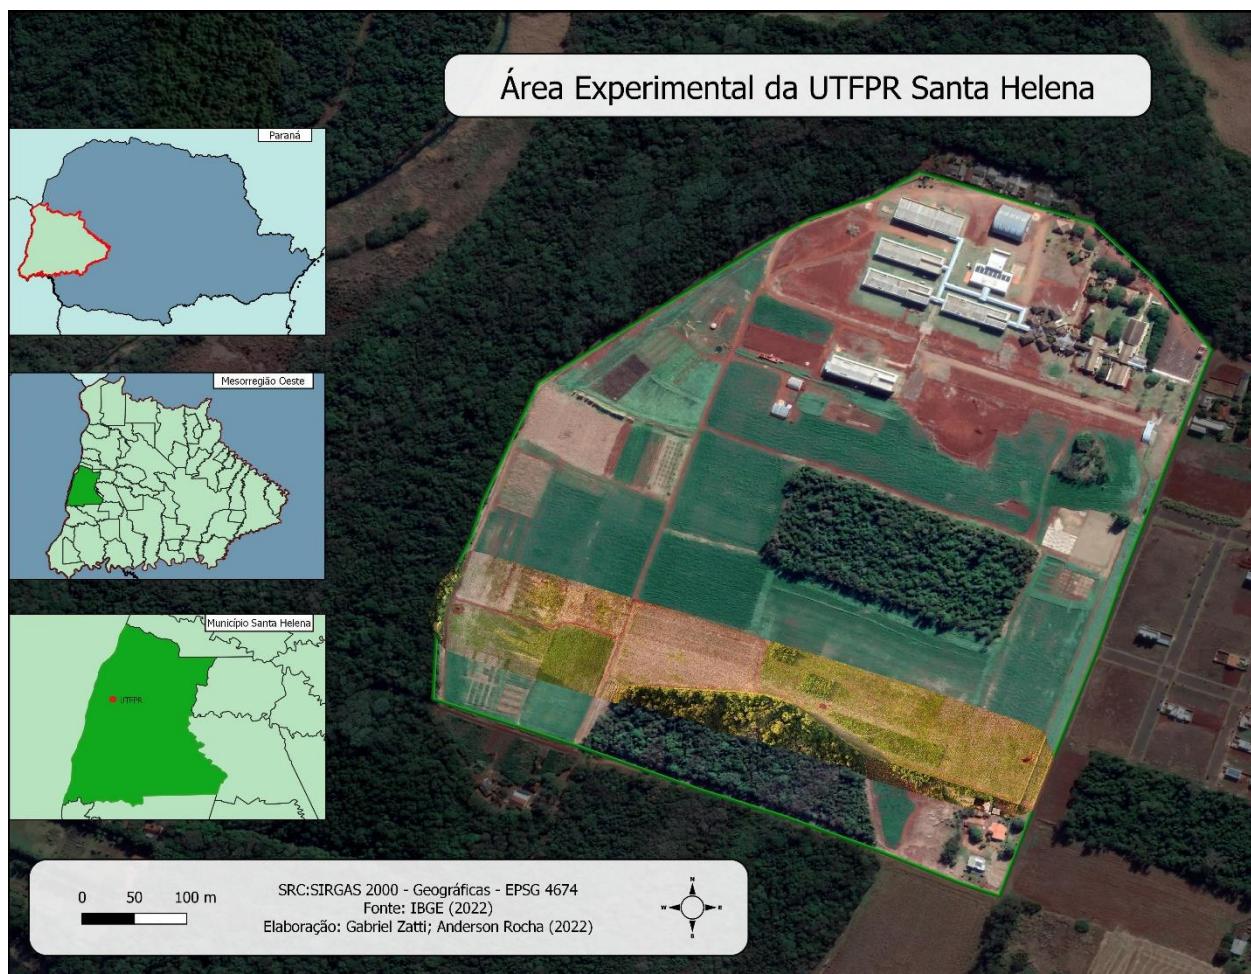 Área Experimental da UTFPR Santa Helena
Paraná
Mesorregião Oeste
Município Santa Helena
UTFPR
0 50 100 m
SRC:SIRGAS 2000 - Geográficas - EPSG 4674
Fonte: IBGE (2022)
Elaboração: Gabriel Zatti; Anderson Rocha (2022)
N
W E
S